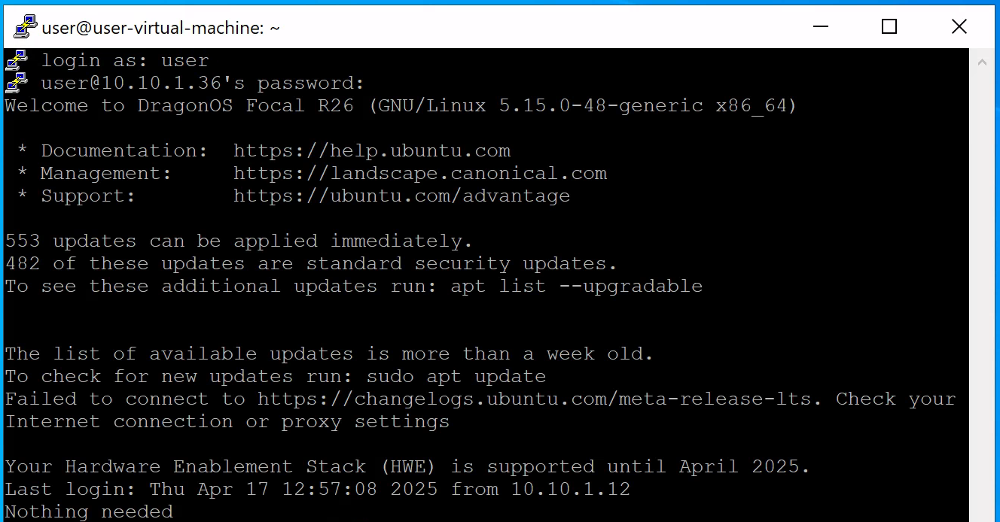 user@user-virtual-machine: ~
login as: user
user@10.10.1.36's password:
Welcome to DragonOS Focal R26 (GNU/Linux 5.15.0-48-generic x86_64)
* Documentation:  https://help.ubuntu.com
* Management:     https://landscape.canonical.com
* Support:        https://ubuntu.com/advantage
553 updates can be applied immediately.
482 of these updates are standard security updates.
To see these additional updates run: apt list --upgradable
The list of available updates is more than a week old.
To check for new updates run: sudo apt update
Failed to connect to https://changelogs.ubuntu.com/meta-release-lts. Check your
Internet connection or proxy settings
Your Hardware Enablement Stack (HWE) is supported until April 2025.
Last login: Thu Apr 17 12:57:08 2025 from 10.10.1.12
Nothing needed